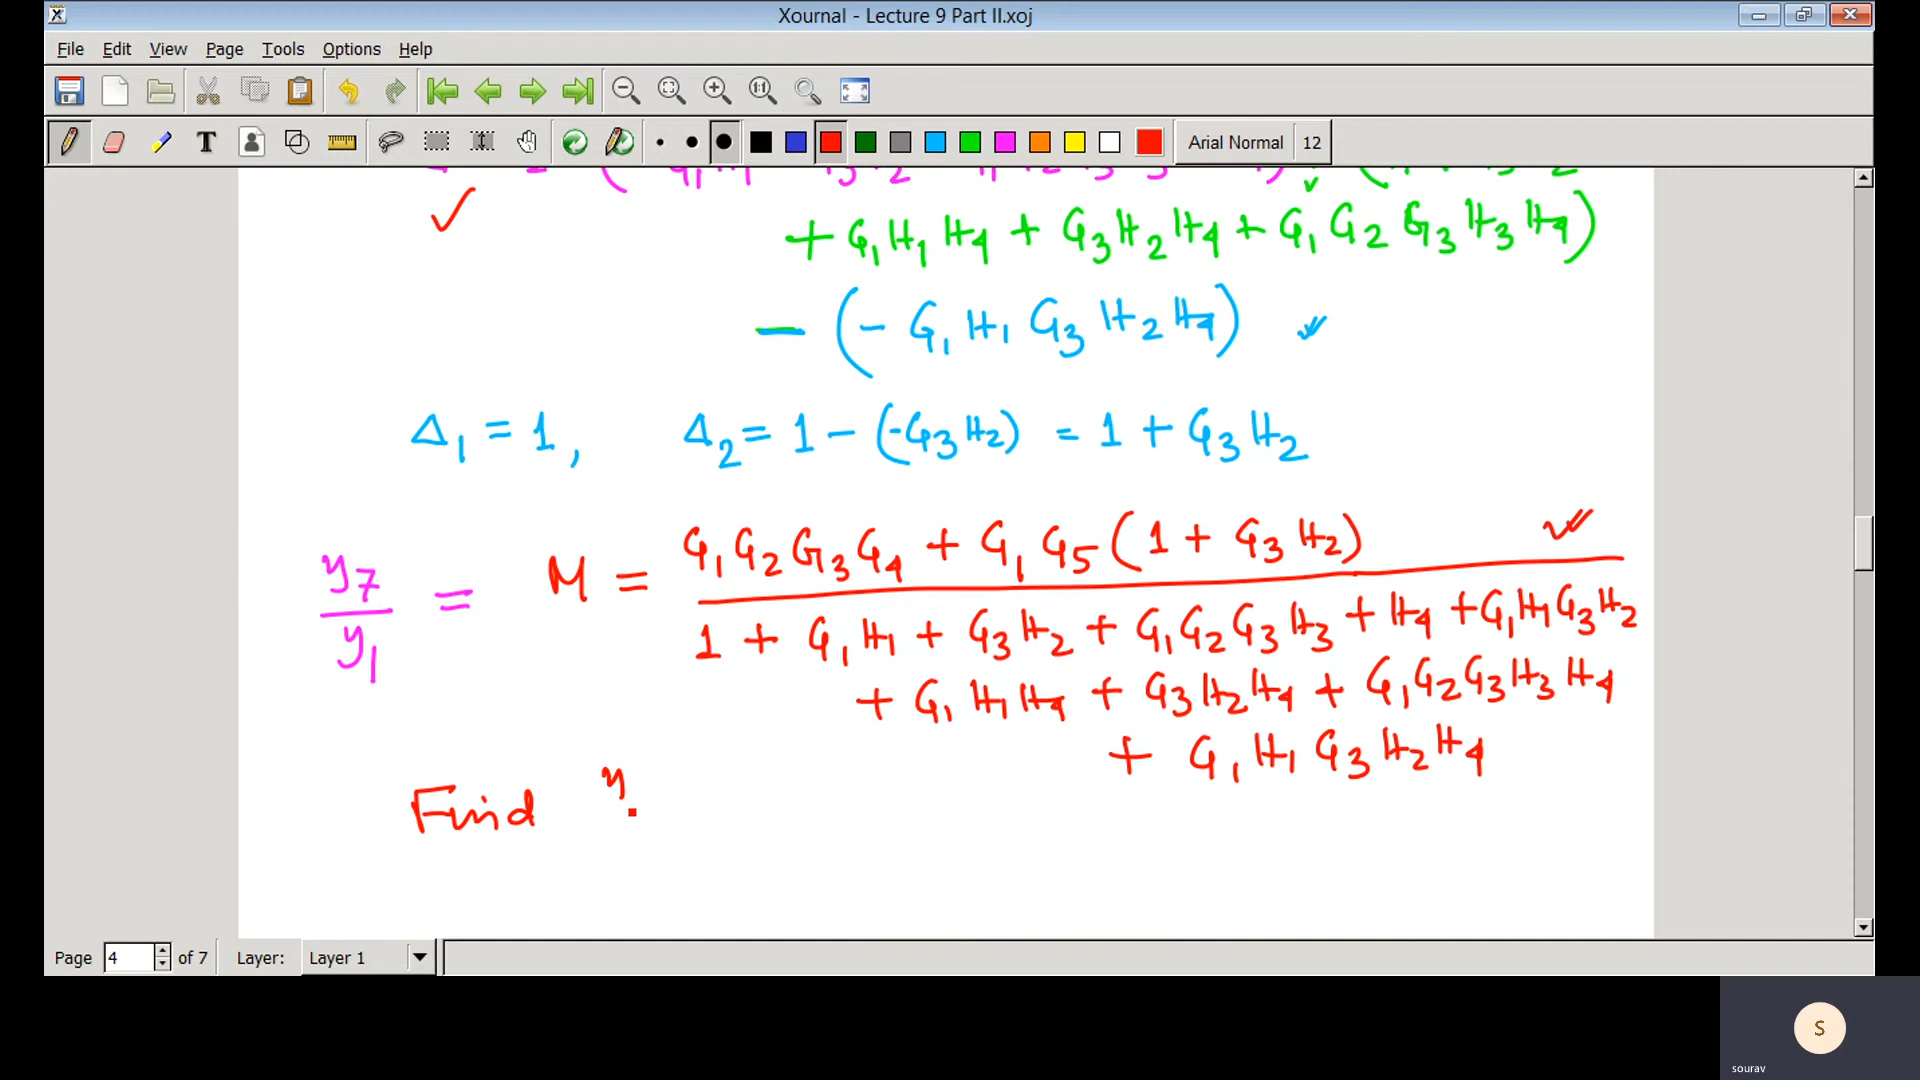 Xournal - Lecture 9 Part II.xoj
File Edit View Page Tools Options Help
Arial Normal 12
+ G₁H₁H₄ + G₃H₂H₄ + G₁G₂G₃H₃H₄)
− (− G₁H₁G₃H₂H₄)
Δ₁ = 1, Δ₂ = 1 − (−G₃H₂) = 1 + G₃H₂
y₇/y₁ = M = G₁G₂G₃G₄ + G₁G₅(1 + G₃H₂)
1 + G₁H₁ + G₃H₂ + G₁G₂G₃H₃ + H₄ + G₁H₁G₃H₂
+ G₁H₁H₄ + G₃H₂H₄ + G₁G₂G₃H₃H₄
+ G₁H₁G₃H₂H₄
Find y
Page 4 of 7 Layer: Layer 1
S
sourav